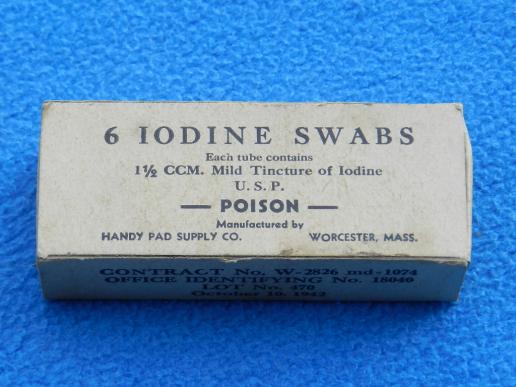 6 IODINE SWABS
Each tube contains
1½ CCM. Mild Tincture of Iodine
U. S. P.
— POISON —
Manufactured by
HANDY PAD SUPPLY CO. WORCESTER, MASS.
CONTRACT No. W-2826 md-1074
OFFICE IDENTIFYING No. 18040
LOT No. 470
October 10, 1942